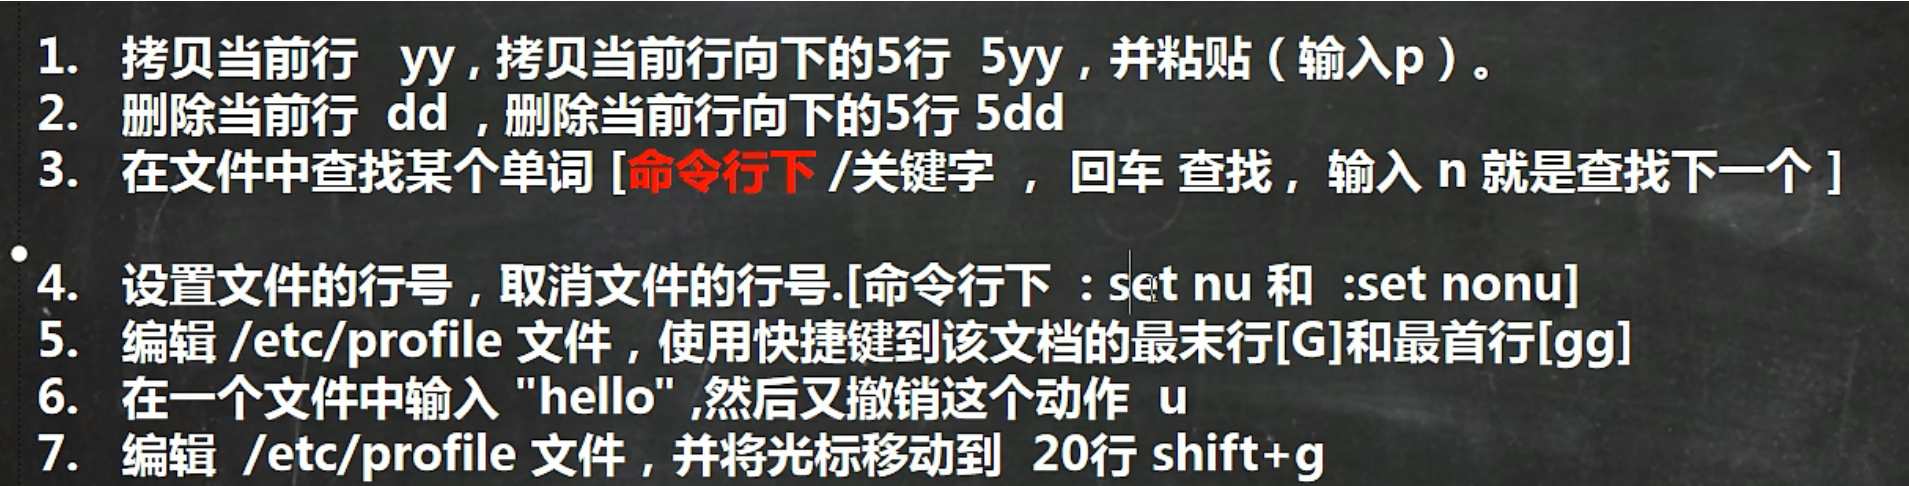 1. 拷贝当前行 yy , 拷贝当前行向下的5行 5yy，并粘贴（输入p）。
2. 删除当前行 dd , 删除当前行向下的5行 5dd
3. 在文件中查找某个单词 [命令行下 /关键字 ， 回车 查找 , 输入 n 就是查找下一个 ]
4. 设置文件的行号，取消文件的行号.[命令行下 : set nu 和 :set nonu]
5. 编辑 /etc/profile 文件，使用快捷键到该文档的最末行[G]和最首行[gg]
6. 在一个文件中输入 "hello" ,然后又撤销这个动作 u
7. 编辑 /etc/profile 文件，并将光标移动到 20行 shift+g